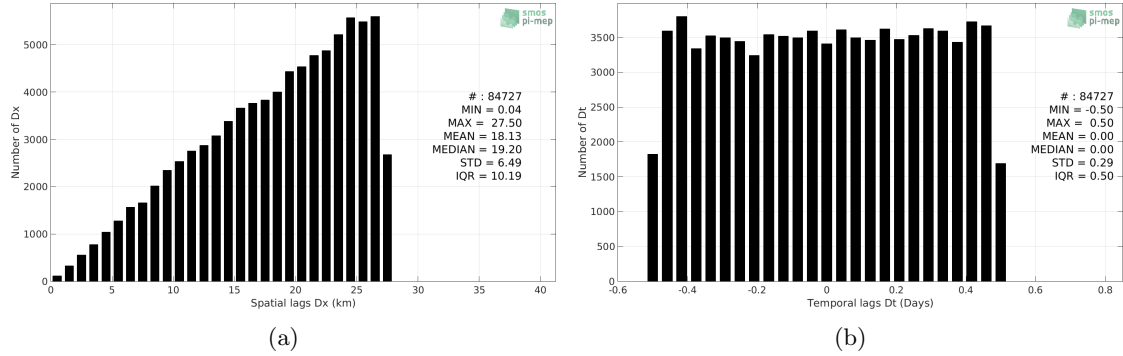 smos
pi-mep
5000
4000
3000
2000
1000
0
Number of Dx
# : 84727
MIN = 0.04
MAX = 27.50
MEAN = 18.13
MEDIAN = 19.20
STD = 6.49
IQR = 10.19
0 5 10 15 20 25 30 35 40
Spatial lags Dx (km)
(a)
smos
pi-mep
3500
3000
2500
2000
1500
1000
500
0
Number of Dt
# : 84727
MIN = -0.50
MAX = 0.50
MEAN = 0.00
MEDIAN = 0.00
STD = 0.29
IQR = 0.50
-0.6 -0.4 -0.2 0 0.2 0.4 0.6 0.8
Temporal lags Dt (Days)
(b)